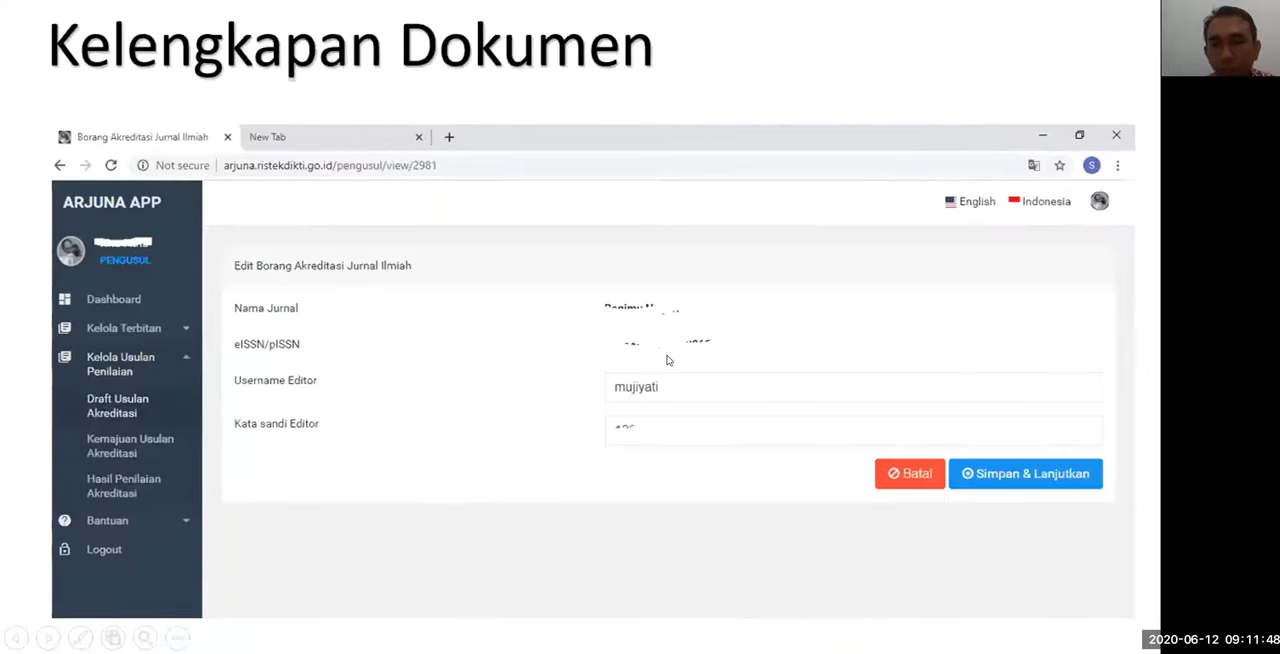 Kelengkapan Dokumen
Borang Akreditasi Jurnal Ilmiah
New Tab
Not secure
arjuna.ristekdikti.go.id/pengusul/view/2981
S
ARJUNA APP
English
Indonesia
PENGUSUL
Edit Borang Akreditasi Jurnal Ilmiah
Dashboard
Nama Jurnal
Kelola Terbitan
eISSN/pISSN
Kelola Usulan
Penilaian
Username Editor
mujiyati
Draft Usulan
Akreditasi
Kata sandi Editor
Kemajuan Usulan
Akreditasi
Batal
Simpan & Lanjutkan
Hasil Penilaian
Akreditasi
Bantuan
Logout
2020-06-12 09:11:48